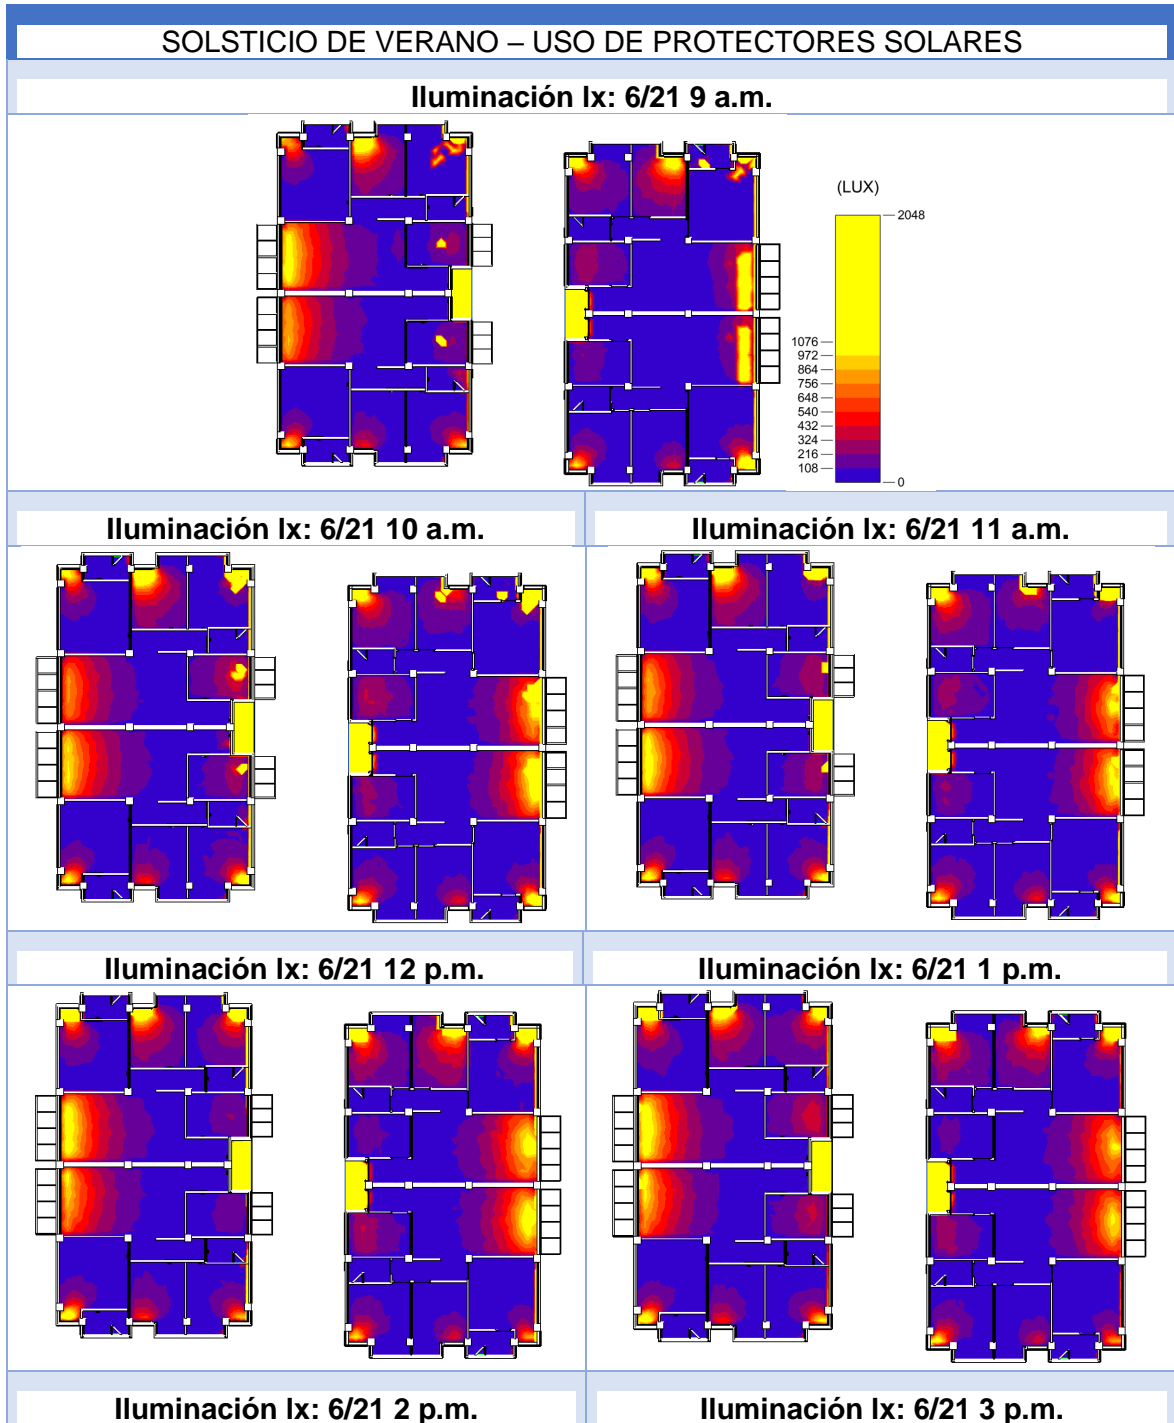 SOLSTICIO DE VERANO – USO DE PROTECTORES SOLARES
Iluminación lx: 6/21 9 a.m.
(LUX)
2048
1076
972
864
756
648
540
432
324
216
108
0
Iluminación lx: 6/21 10 a.m.
Iluminación lx: 6/21 11 a.m.
Iluminación lx: 6/21 12 p.m.
Iluminación lx: 6/21 1 p.m.
Iluminación lx: 6/21 2 p.m.
Iluminación lx: 6/21 3 p.m.